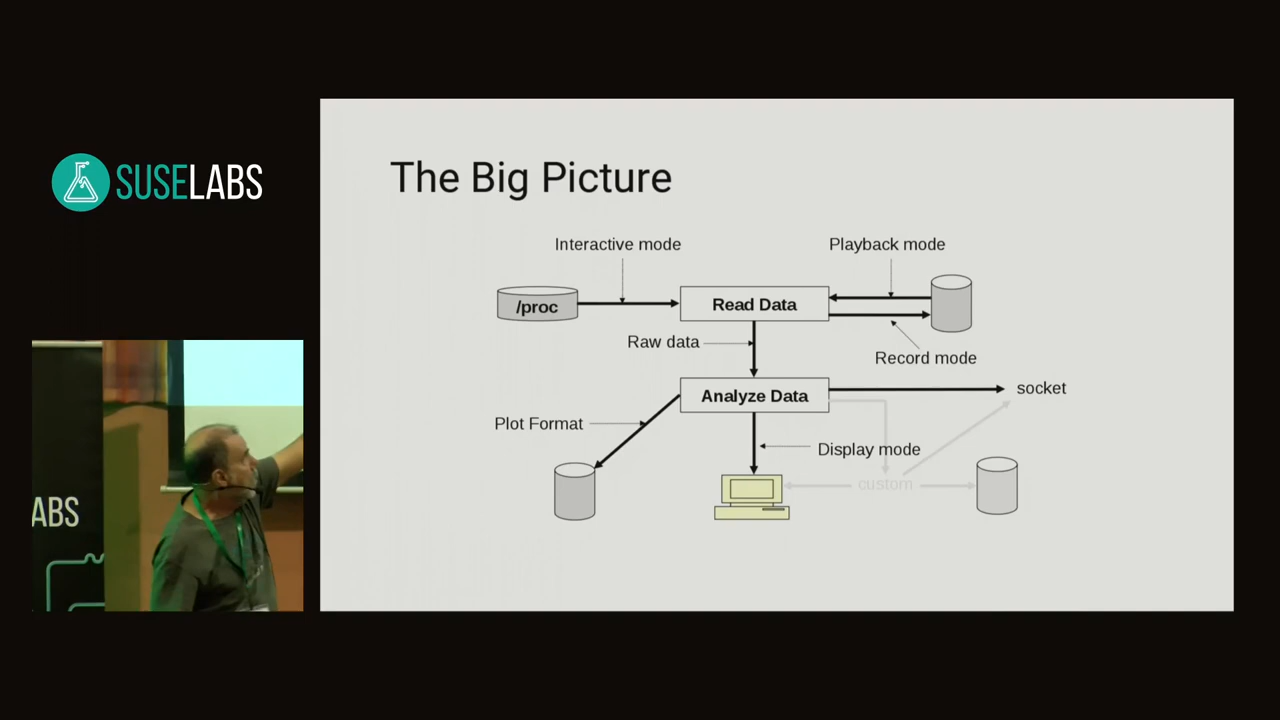 SUSELABS
The Big Picture
Interactive mode
Playback mode
/proc
Read Data
Raw data
Record mode
Analyze Data
socket
Plot Format
Display mode
custom
ABS